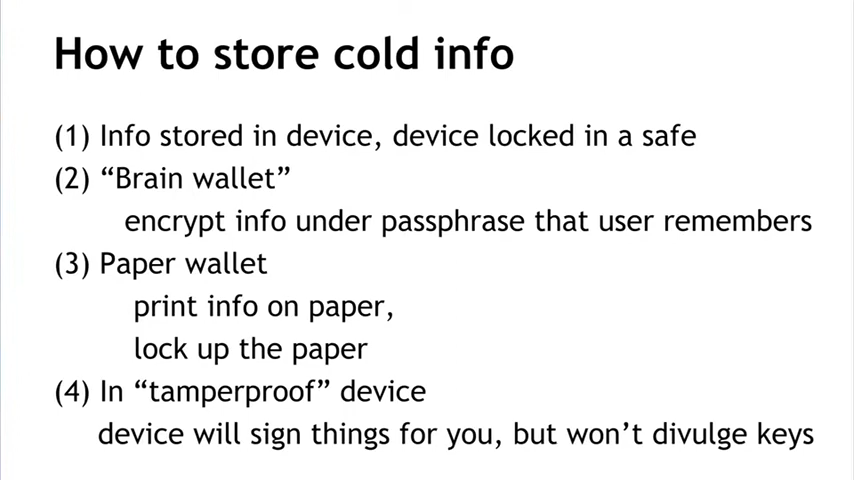 How to store cold info
(1) Info stored in device, device locked in a safe
(2) “Brain wallet”
encrypt info under passphrase that user remembers
(3) Paper wallet
print info on paper,
lock up the paper
(4) In “tamperproof” device
device will sign things for you, but won’t divulge keys